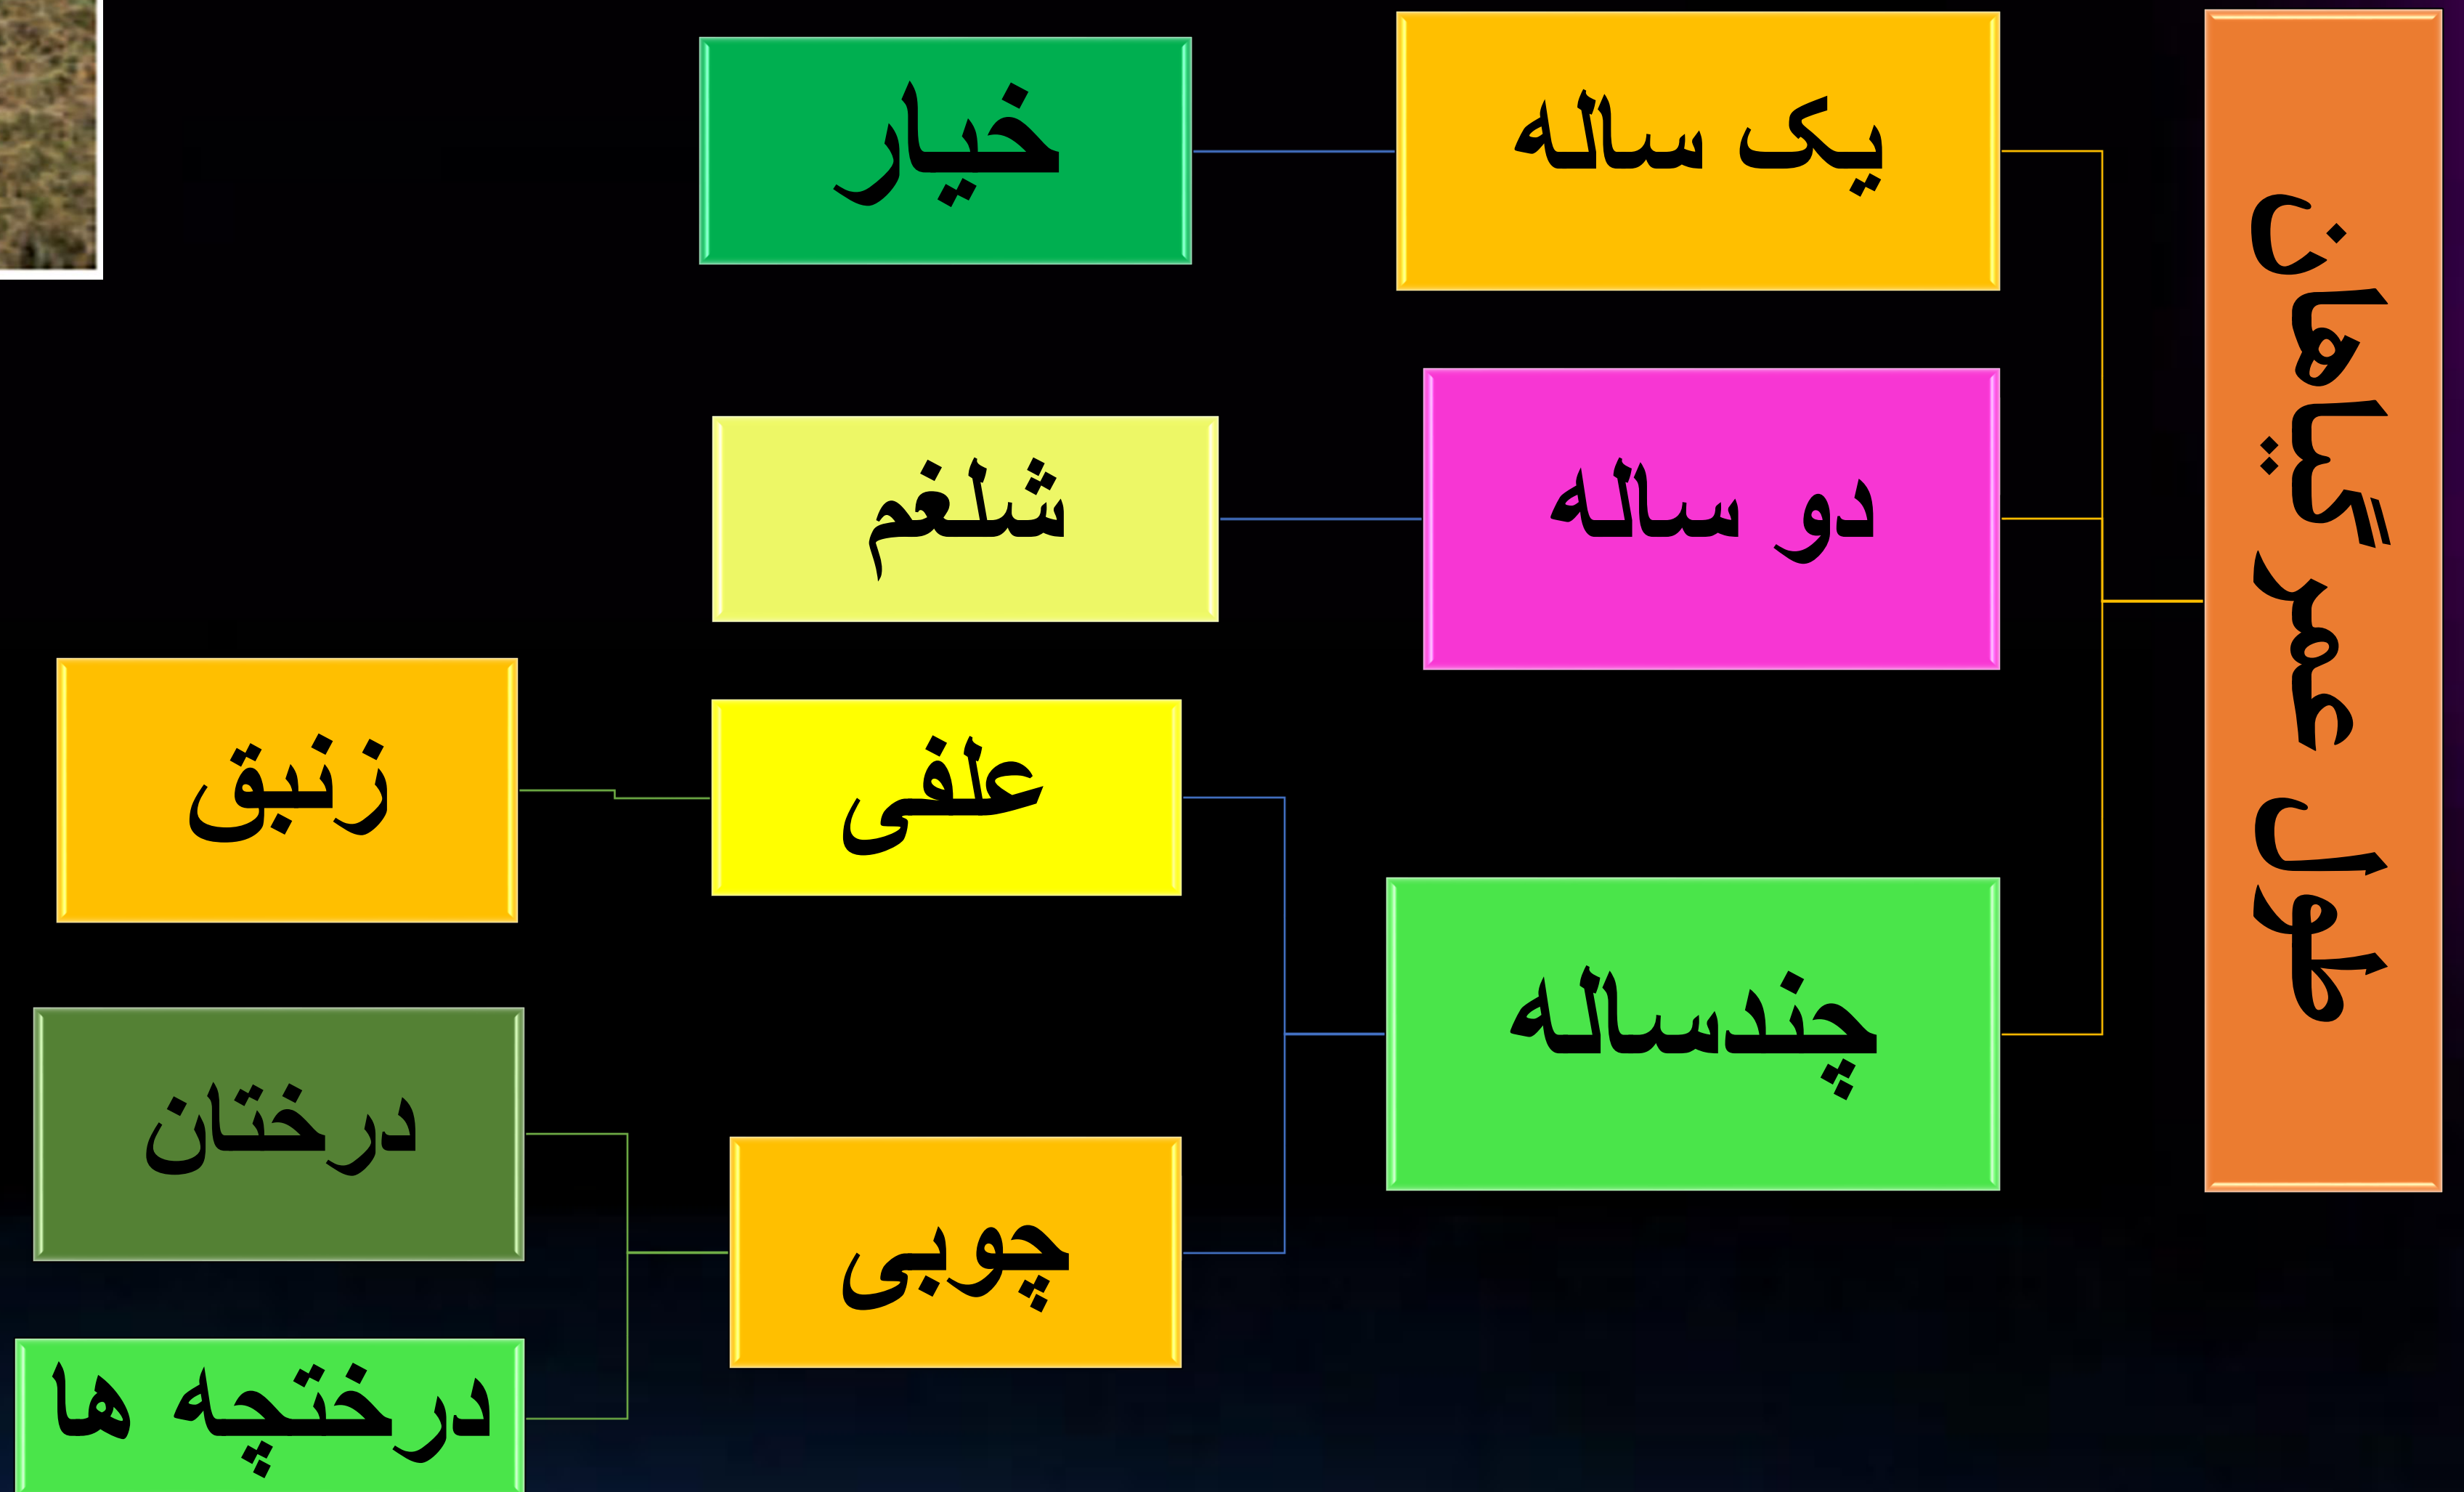 طول عمر گیاهان
یک ساله
خیار
دو ساله
شلغم
چندساله
علفی
زنبق
چوبی
درختان
درختچه ها